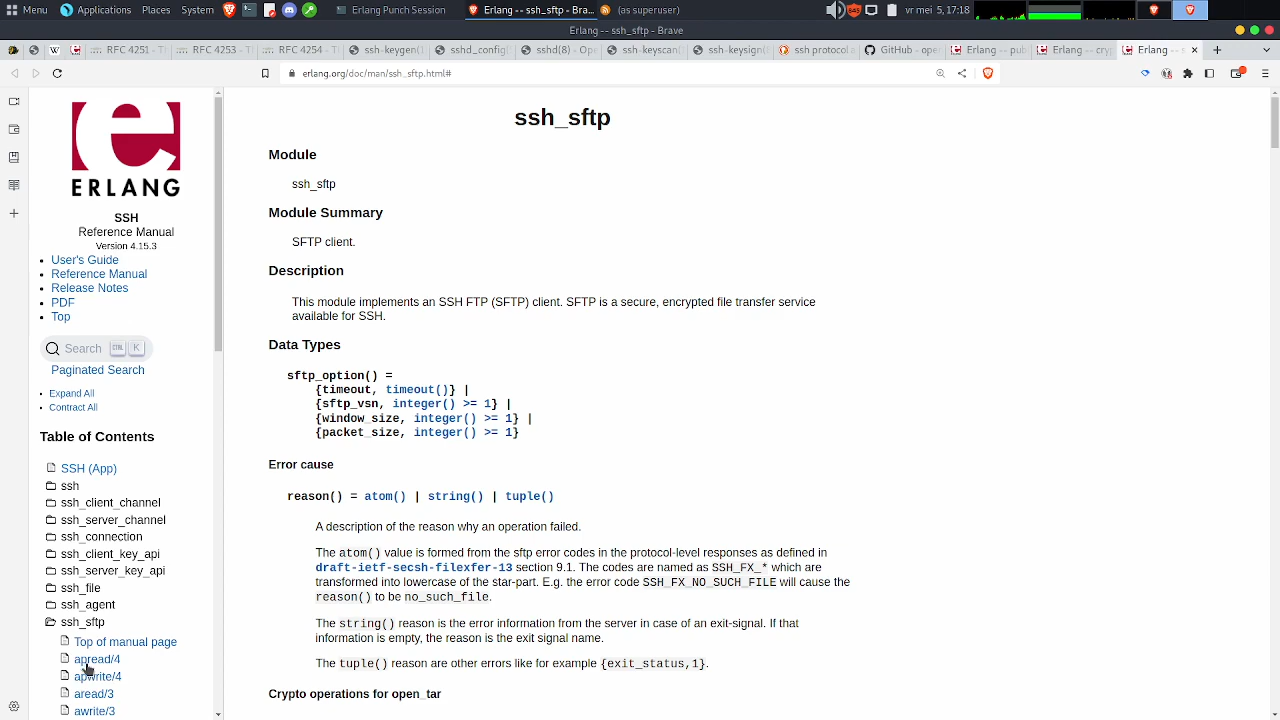 Menu Applications Places System Erlang Punch Session Erlang -- ssh_sftp - Bra... (as superuser) vrij mei 5, 17:18
Erlang -- ssh_sftp - Brave
RFC 4251 - T RFC 4253 - T RFC 4254 - T ssh-keygen(1 sshd_config( sshd(8) - Ope ssh-keyscan( ssh-keysign( ssh protocol a GitHub - oper Erlang -- pub Erlang -- cry Erlang -- s
erlang.org/doc/man/ssh_sftp.html#
ERLANG
SSH
Reference Manual
Version 4.15.3
User's Guide
Reference Manual
Release Notes
PDF
Top
Search CTRL K
Paginated Search
Expand All
Contract All
Table of Contents
SSH (App)
ssh
ssh_client_channel
ssh_server_channel
ssh_connection
ssh_client_key_api
ssh_server_key_api
ssh_file
ssh_agent
ssh_sftp
Top of manual page
apread/4
apwrite/4
aread/3
awrite/3
ssh_sftp
Module
ssh_sftp
Module Summary
SFTP client.
Description
This module implements an SSH FTP (SFTP) client. SFTP is a secure, encrypted file transfer service
available for SSH.
Data Types
sftp_option() =
{timeout, timeout()} |
{sftp_vsn, integer() >= 1} |
{window_size, integer() >= 1} |
{packet_size, integer() >= 1}
Error cause
reason() = atom() | string() | tuple()
A description of the reason why an operation failed.
The atom() value is formed from the sftp error codes in the protocol-level responses as defined in
draft-ietf-secsh-filexfer-13 section 9.1. The codes are named as SSH_FX_* which are
transformed into lowercase of the star-part. E.g. the error code SSH_FX_NO_SUCH_FILE will cause the
reason() to be no_such_file.
The string() reason is the error information from the server in case of an exit-signal. If that
information is empty, the reason is the exit signal name.
The tuple() reason are other errors like for example {exit_status,1}.
Crypto operations for open_tar